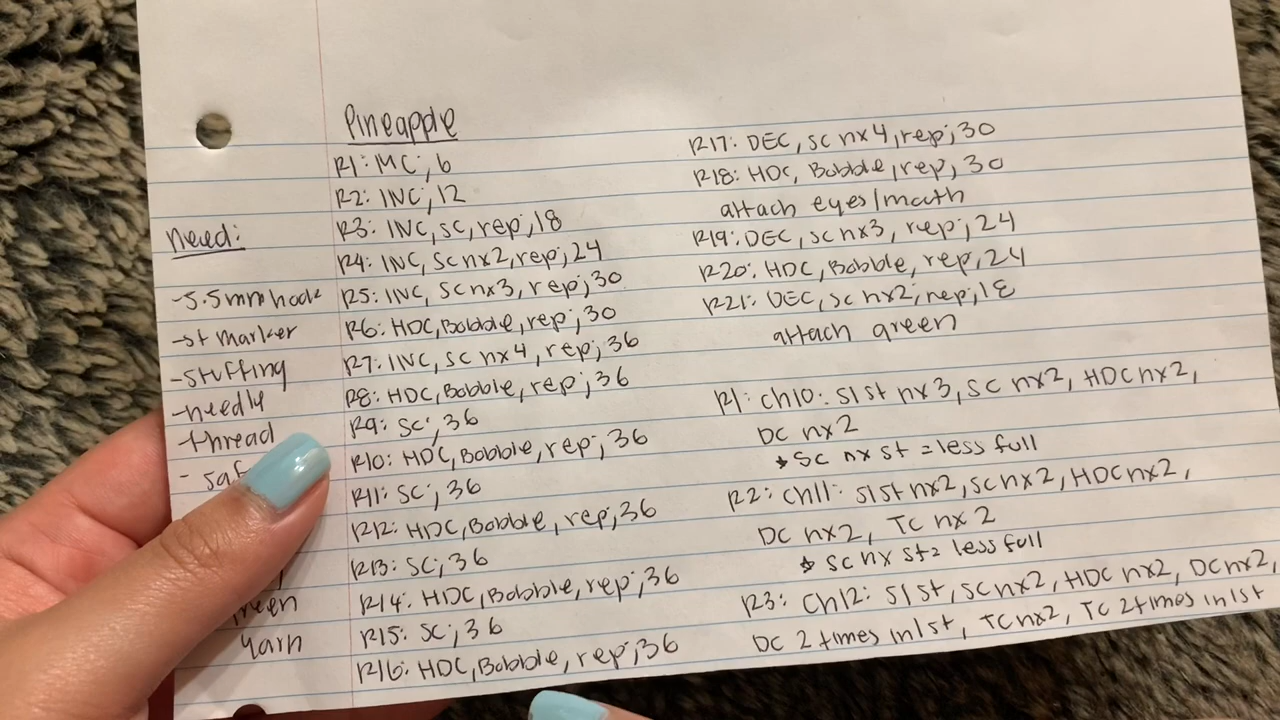 Pineapple
need:
-5.5mm hook
-st marker
-stuffing
-needle
-thread
- saf
green
yarn
R1: MC; 6
R2: INC; 12
R3: INC, SC, rep; 18
R4: INC, SC nx2, rep; 24
R5: INC, SC nx3, rep; 30
R6: HDC, Bobble, rep; 30
R7: INC, SC nx4, rep; 36
R8: HDC, Bobble, rep; 36
R9: SC; 36
R10: HDC, Bobble, rep; 36
R11: SC; 36
R12: HDC, Bobble, rep; 36
R13: SC; 36
R14: HDC, Bobble, rep; 36
R15: SC; 36
R16: HDC, Bobble, rep; 36
R17: DEC, SC nx4, rep; 30
R18: HDC, Bobble, rep; 30
attach eyes/mouth
R19: DEC, SC nx3, rep; 24
R20: HDC, Bobble, rep, 24
R21: DEC, SC nx2, rep; 18
attach green
R1: Ch10: Sl st nx3, SC nx2, HDC nx2,
DC nx2
* SC nx st = less full
R2: Ch11: Sl st nx2, SC nx2, HDC nx2,
DC nx2, TC nx2
* SC nx st = less full
R3: Ch12: Sl st, SC nx2, HDC nx2, DC nx2,
DC 2 times in 1 st, TC nx2, TC 2times in 1st